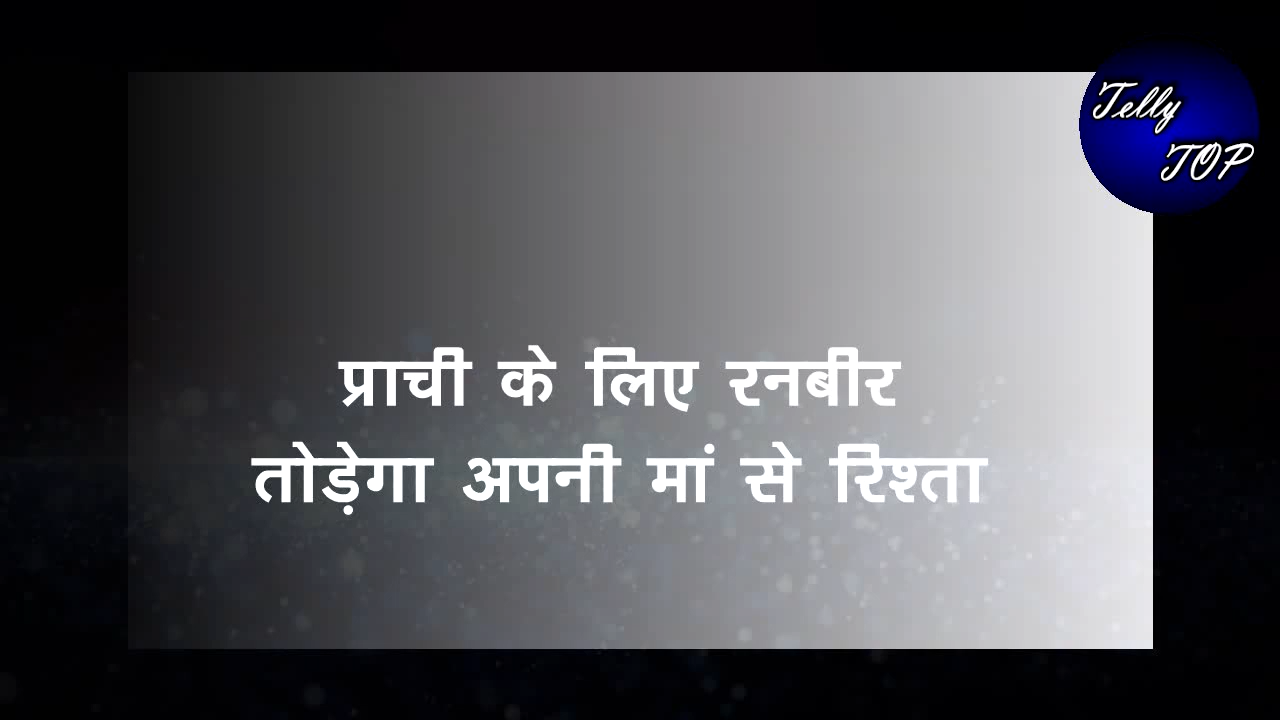 Telly
TOP
प्राची के लिए रनबीर
तोड़ेगा अपनी मां से रिश्ता